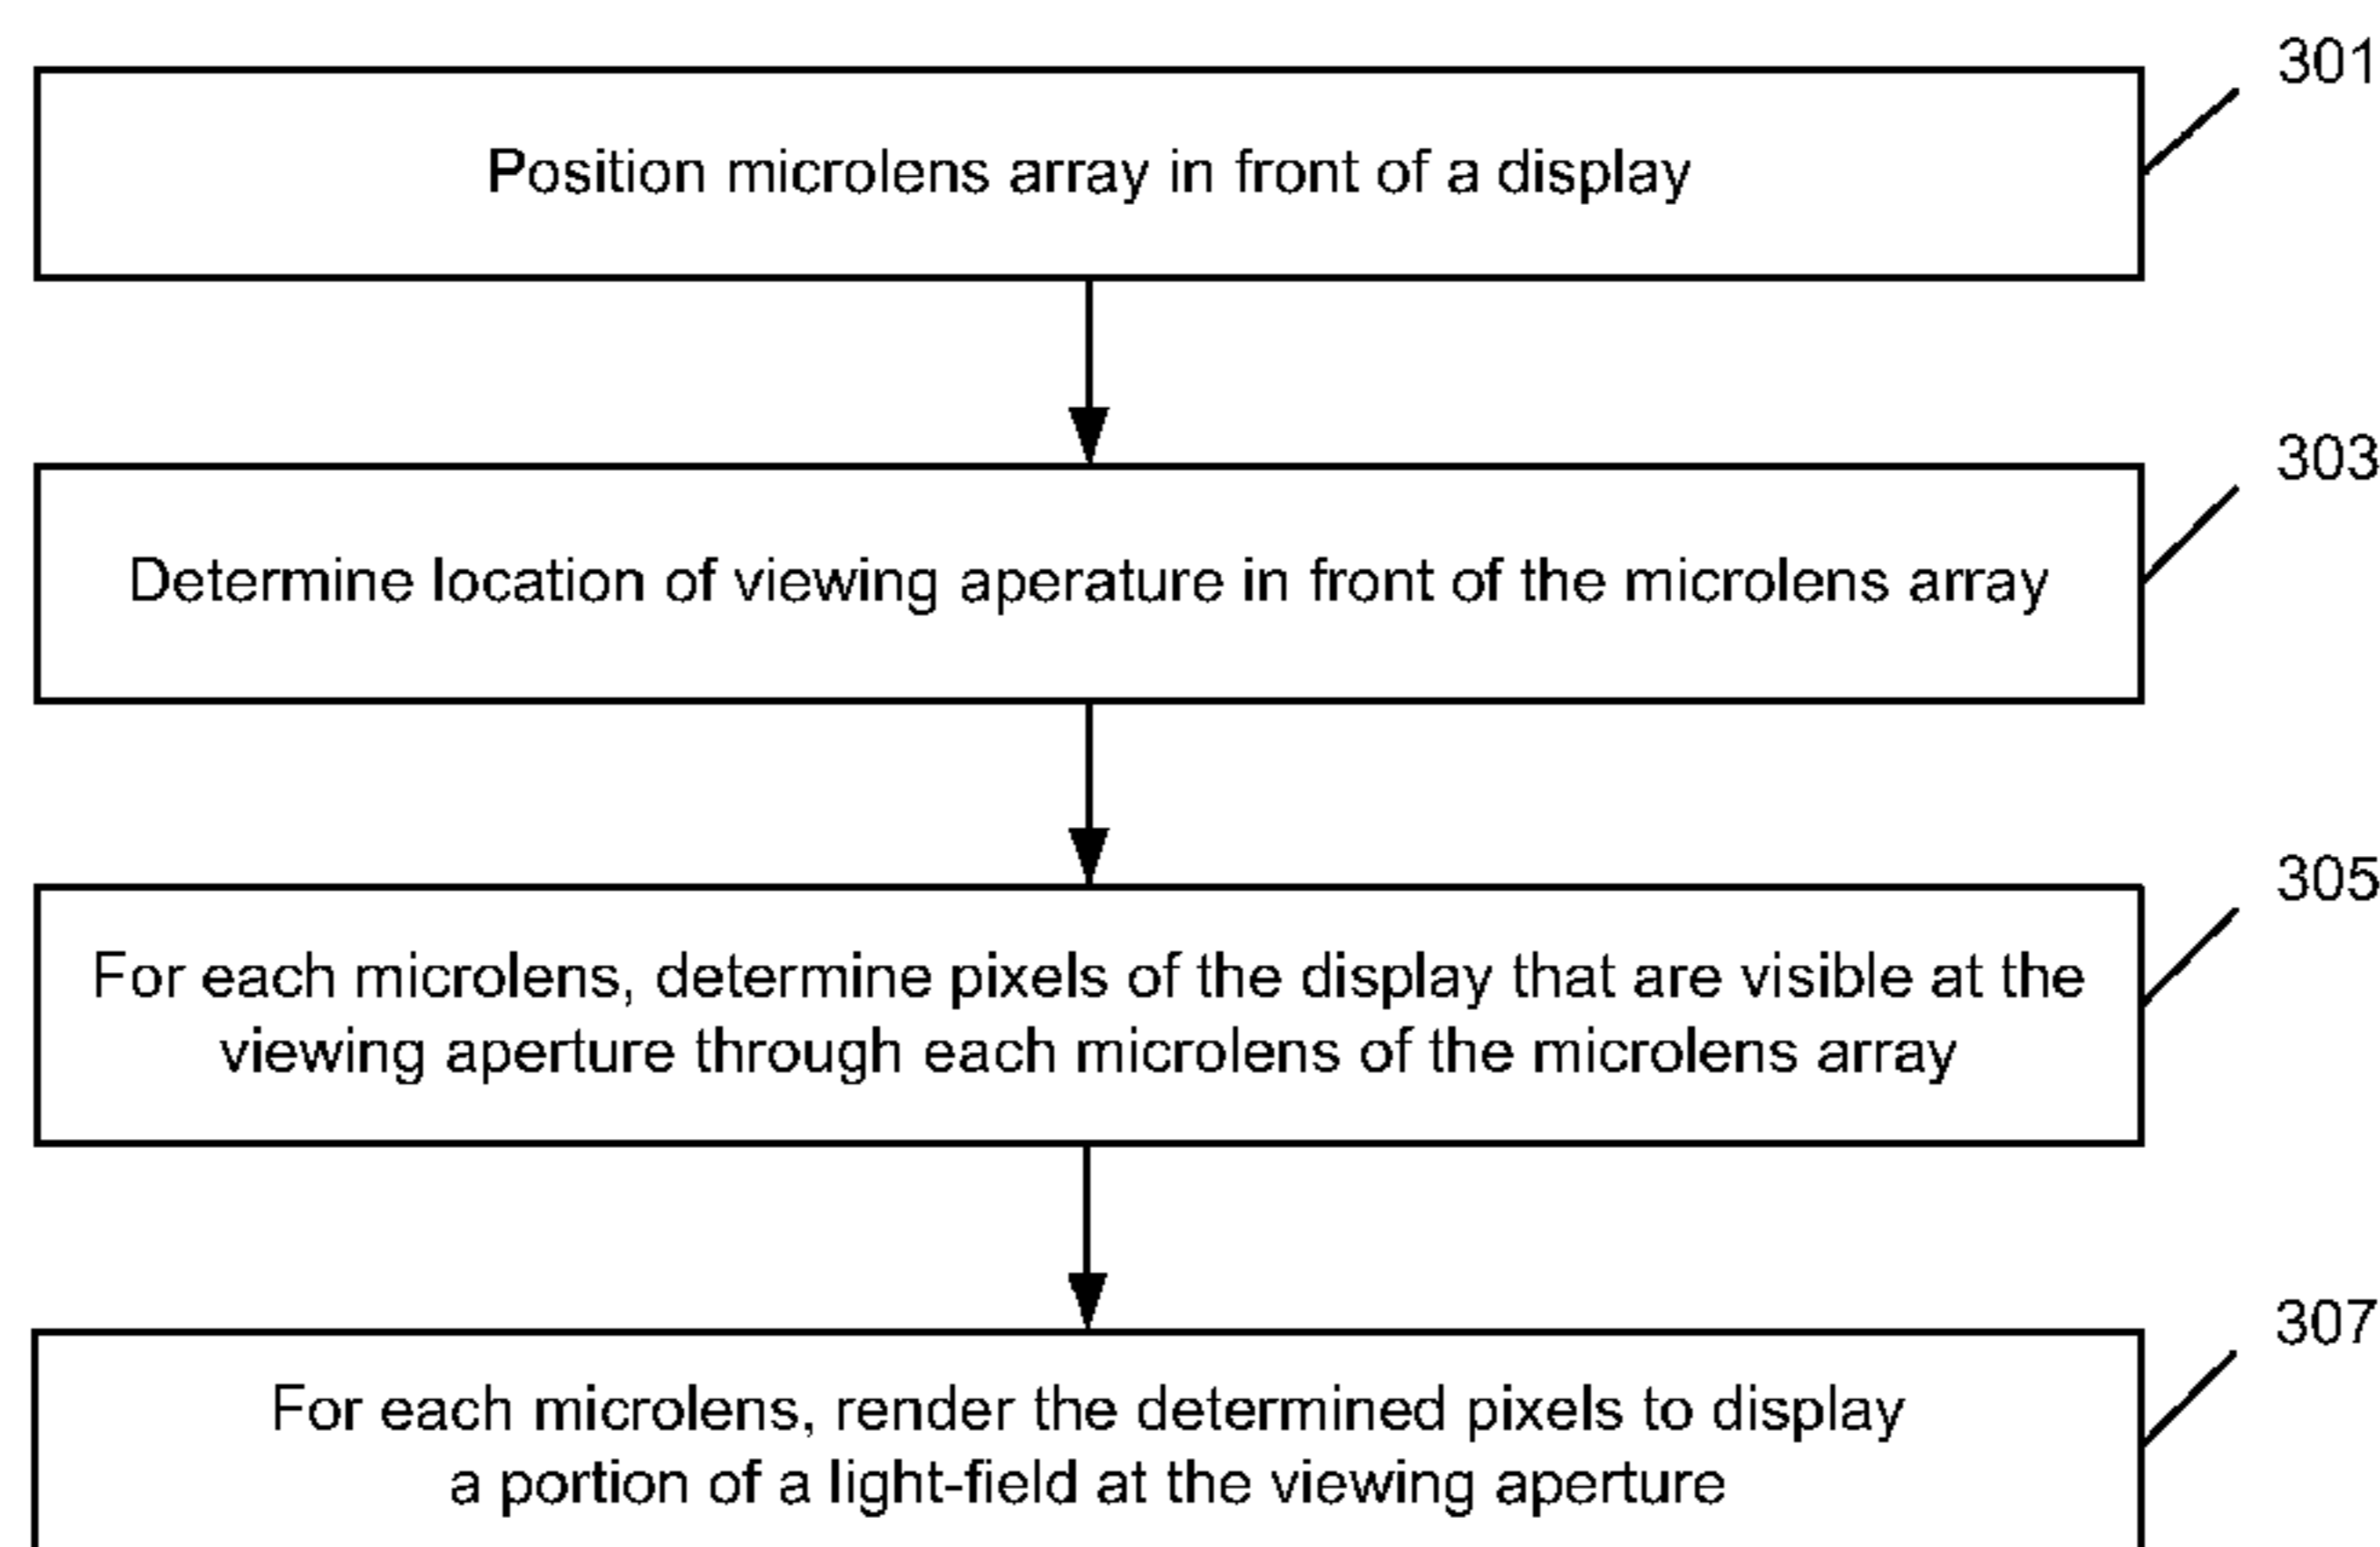 301
Position microlens array in front of a display
303
Determine location of viewing aperature in front of the microlens array
305
For each microlens, determine pixels of the display that are visible at the
viewing aperture through each microlens of the microlens array
307
For each microlens, render the determined pixels to display
a portion of a light-field at the viewing aperture